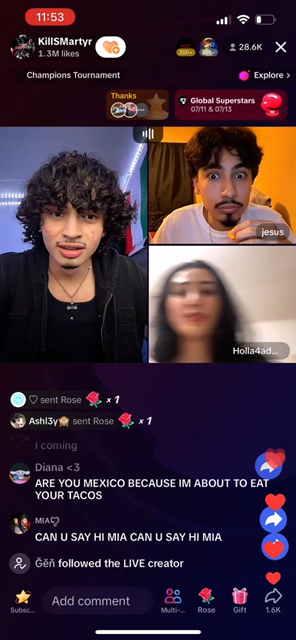 11:53
KillSMartyr
1.3M likes
300+
28.6K
Champions Tournament
Explore >
Thanks
Global Superstars
07/11 & 07/13
jesus
Holla4ad...
♡ sent Rose 🌹 x 1
Ashl3y🙈 sent Rose 🌹 x 1
I coming
Diana <3
ARE YOU MEXICO BECAUSE IM ABOUT TO EAT
YOUR TACOS
MIA♡
CAN U SAY HI MIA CAN U SAY HI MIA
Ğěñ followed the LIVE creator
Subsc...
Add comment
Multi-...
Rose
Gift
1.6K